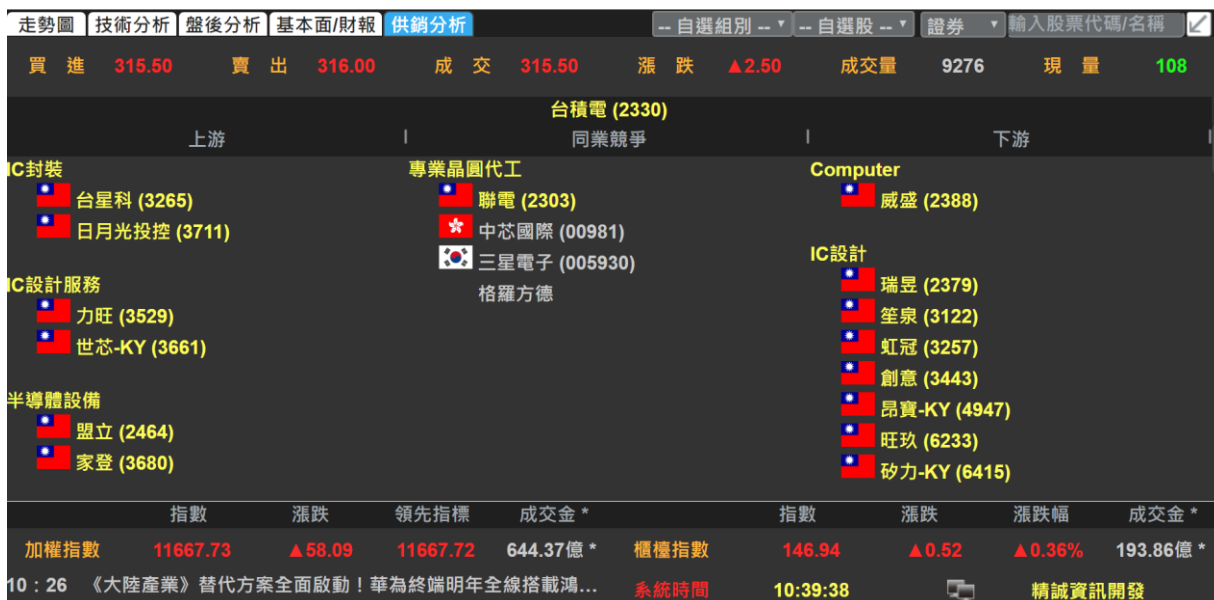 走勢圖 技術分析 盤後分析 基本面/財報 供銷分析 -- 自選組別 -- -- 自選股 -- 證券 輸入股票代碼/名稱
買 進 315.50 賣 出 316.00 成 交 315.50 漲 跌 ▲2.50 成交量 9276 現 量 108
台積電 (2330)
上游 同業競爭 下游
IC封裝 專業晶圓代工 Computer
台星科 (3265) 聯電 (2303) 威盛 (2388)
日月光投控 (3711) 中芯國際 (00981)
三星電子 (005930) IC設計
IC設計服務 格羅方德 瑞昱 (2379)
力旺 (3529) 笙泉 (3122)
世芯-KY (3661) 虹冠 (3257)
創意 (3443)
半導體設備 昂寶-KY (4947)
盟立 (2464) 旺玖 (6233)
家登 (3680) 矽力-KY (6415)
指數 漲跌 領先指標 成交金 * 指數 漲跌 漲跌幅 成交金 *
加權指數 11667.73 ▲58.09 11667.72 644.37億 * 櫃檯指數 146.94 ▲0.52 ▲0.36% 193.86億 *
10：26 《大陸產業》替代方案全面啟動！華為終端明年全線搭載鴻... 系統時間 10:39:38 精誠資訊開發